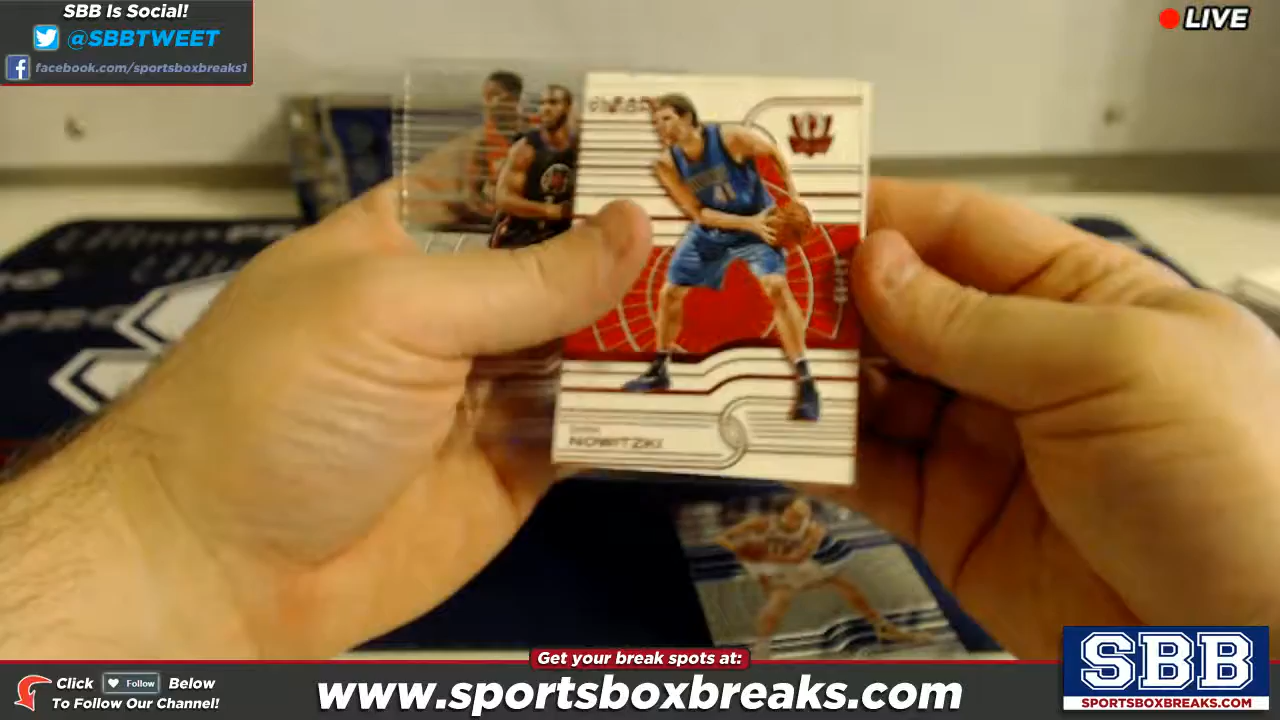 SBB Is Social!
@SBBTWEET
facebook.com/sportsboxbreaks1
LIVE
41
NOWITZKI
Get your break spots at:
www.sportsboxbreaks.com
Click Follow Below
To Follow Our Channel!
SBB
SPORTSBOXBREAKS.COM